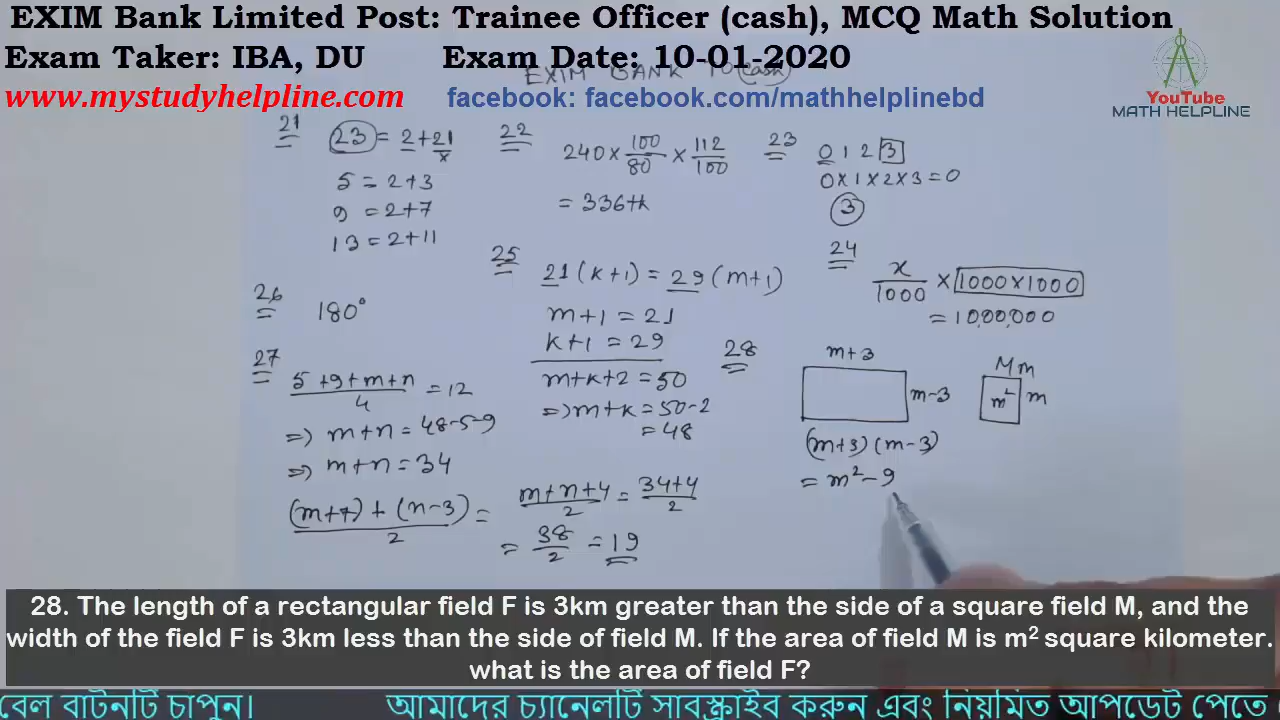 EXIM Bank Limited Post: Trainee Officer (cash), MCQ Math Solution
Exam Taker: IBA, DU Exam Date: 10-01-2020
www.mystudyhelpline.com facebook: facebook.com/mathhelplinebd
YouTube
MATH HELPLINE
EXIM BANK TO (cash)
21
23 = 2+21
x
5 = 2+3
9 = 2+7
13 = 2+11
22
240 × 100/80 × 112/100
= 336tk
23
0 1 2 3
0×1×2×3=0
3
24
x/1000 × 1000×1000
= 10,00,000
25
21(k+1) = 29(m+1)
m+1 = 21
k+1 = 29
m+k+2 = 50
=> m+k = 50-2
= 48
26
180°
27
5+9+m+n/4 = 12
=> m+n = 48-5-9
=> m+n = 34
(m+7)+(n-3)/2 = m+n+4/2 = 34+4/2
= 38/2 = 19
28
m+3
m-3
M m
m² m
(m+3)(m-3)
= m²-9
28. The length of a rectangular field F is 3km greater than the side of a square field M, and the
width of the field F is 3km less than the side of field M. If the area of field M is m² square kilometer.
what is the area of field F?
বেল বাটনটি চাপুন। আমাদের চ্যানেলটি সাবস্ক্রাইব করুন এবং নিয়মিত আপডেট পেতে